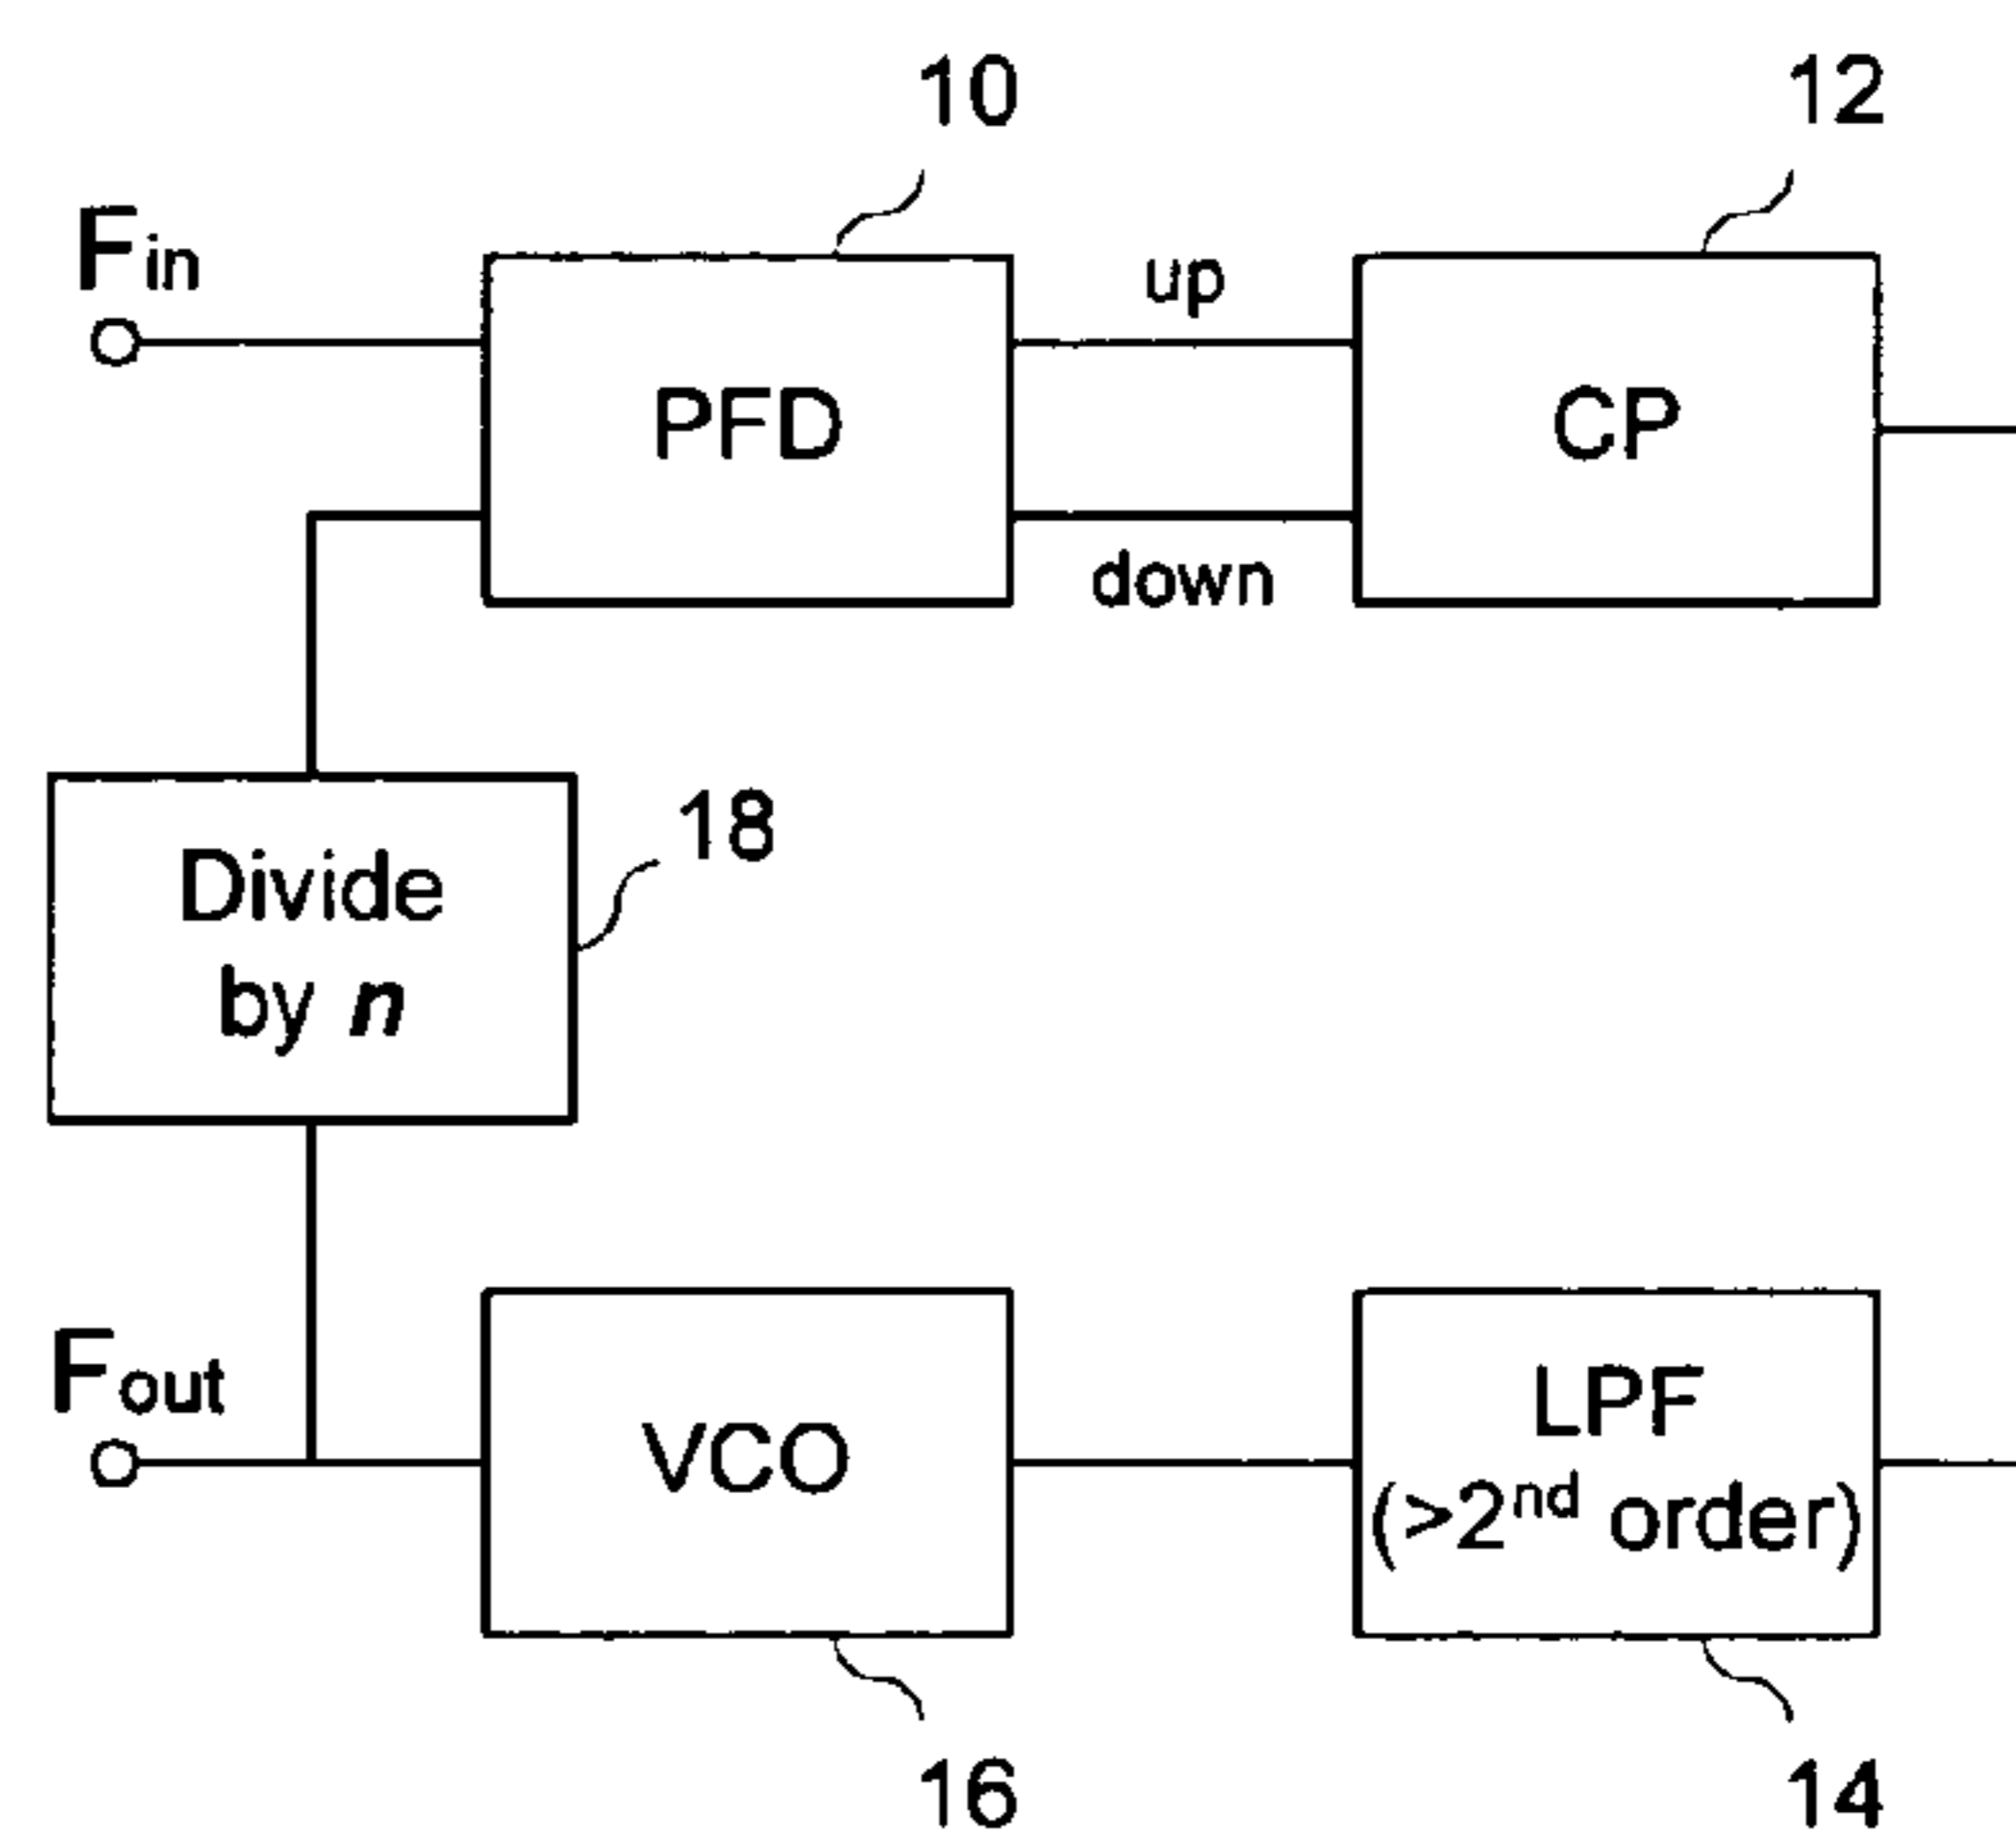 10
12
Fin
up
PFD
CP
down
18
Divide
by n
Fout
VCO
LPF
(>2nd order)
16
14